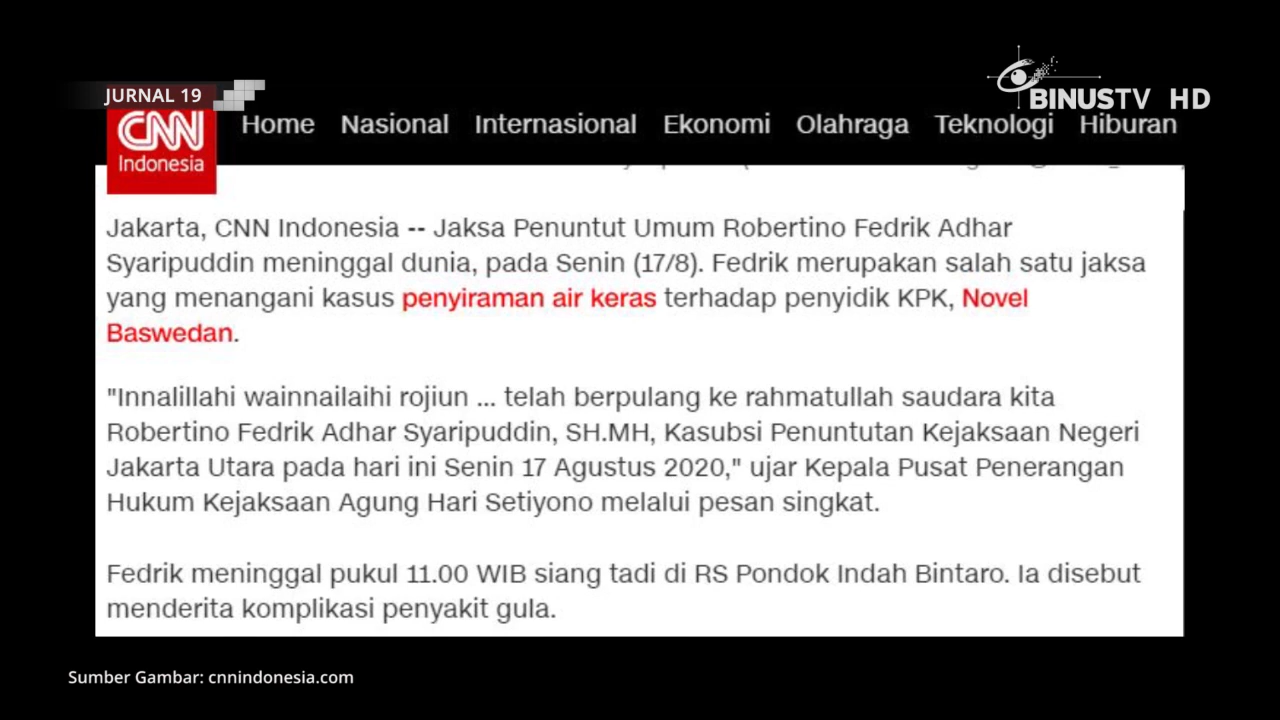 JURNAL 19
BINUSTV HD
CNN
Indonesia
Home Nasional Internasional Ekonomi Olahraga Teknologi Hiburan
Jakarta, CNN Indonesia -- Jaksa Penuntut Umum Robertino Fedrik Adhar
Syaripuddin meninggal dunia, pada Senin (17/8). Fedrik merupakan salah satu jaksa
yang menangani kasus penyiraman air keras terhadap penyidik KPK, Novel
Baswedan.
"Innalillahi wainnailaihi rojiun ... telah berpulang ke rahmatullah saudara kita
Robertino Fedrik Adhar Syaripuddin, SH.MH, Kasubsi Penuntutan Kejaksaan Negeri
Jakarta Utara pada hari ini Senin 17 Agustus 2020," ujar Kepala Pusat Penerangan
Hukum Kejaksaan Agung Hari Setiyono melalui pesan singkat.
Fedrik meninggal pukul 11.00 WIB siang tadi di RS Pondok Indah Bintaro. Ia disebut
menderita komplikasi penyakit gula.
Sumber Gambar: cnnindonesia.com